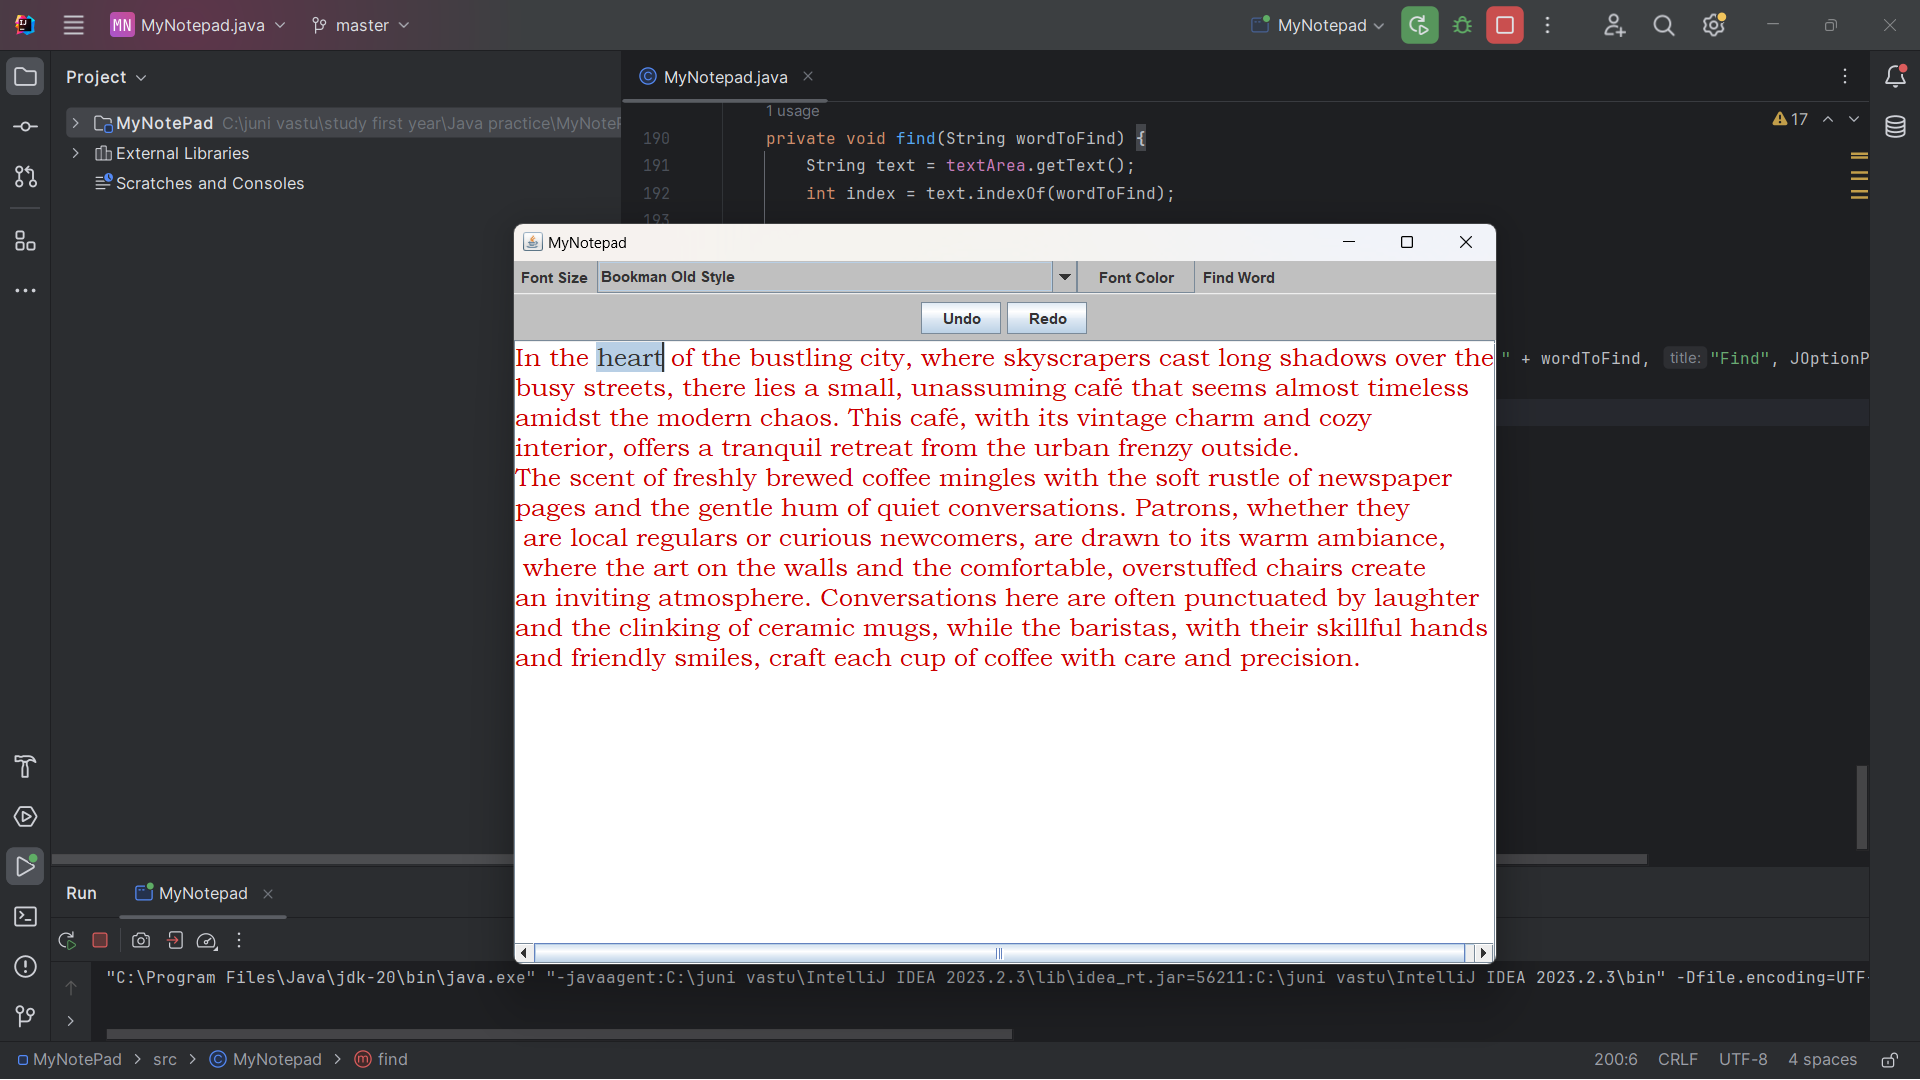 MN MyNotepad.java
master
MyNotepad
Project
MyNotepad.java
MyNotePad C:\juni vastu\study first year\Java practice\MyNoteP
External Libraries
Scratches and Consoles
1 usage
17
190 private void find(String wordToFind) {
191 String text = textArea.getText();
192 int index = text.indexOf(wordToFind);
193
" + wordToFind, title: "Find", JOptionP
MyNotepad
Font Size
Bookman Old Style
Font Color
Find Word
Undo
Redo
In the heart of the bustling city, where skyscrapers cast long shadows over the
busy streets, there lies a small, unassuming café that seems almost timeless
amidst the modern chaos. This café, with its vintage charm and cozy
interior, offers a tranquil retreat from the urban frenzy outside.
The scent of freshly brewed coffee mingles with the soft rustle of newspaper
pages and the gentle hum of quiet conversations. Patrons, whether they
are local regulars or curious newcomers, are drawn to its warm ambiance,
where the art on the walls and the comfortable, overstuffed chairs create
an inviting atmosphere. Conversations here are often punctuated by laughter
and the clinking of ceramic mugs, while the baristas, with their skillful hands
and friendly smiles, craft each cup of coffee with care and precision.
Run
MyNotepad
"C:\Program Files\Java\jdk-20\bin\java.exe" "-javaagent:C:\juni vastu\IntelliJ IDEA 2023.2.3\lib\idea_rt.jar=56211:C:\juni vastu\IntelliJ IDEA 2023.2.3\bin" -Dfile.encoding=UTF-
MyNotePad > src > MyNotepad > find
200:6 CRLF UTF-8 4 spaces